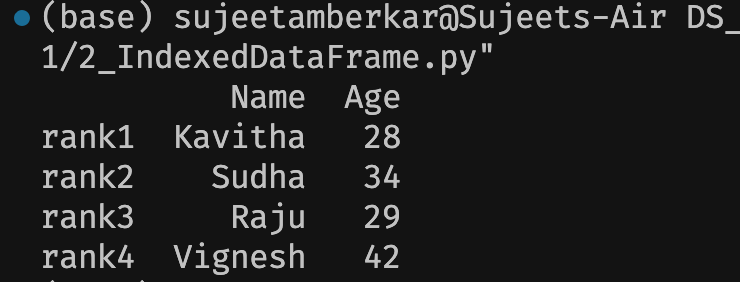 (base) sujeetamberkar@Sujeets-Air DS_
1/2_IndexedDataFrame.py"
Name Age
rank1 Kavitha 28
rank2 Sudha 34
rank3 Raju 29
rank4 Vignesh 42